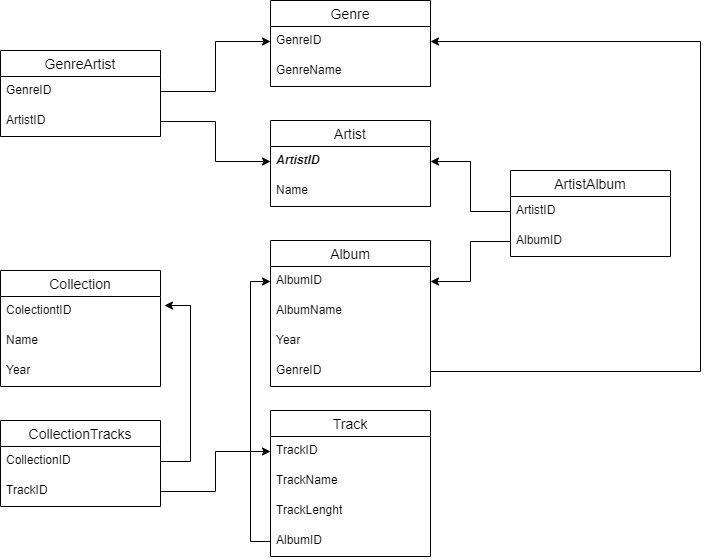 Genre
GenreID
GenreName
GenreArtist
GenreID
ArtistID
Artist
ArtistID
Name
ArtistAlbum
ArtistID
AlbumID
Album
AlbumID
AlbumName
Year
GenreID
Collection
ColectiontID
Name
Year
CollectionTracks
CollectionID
TrackID
Track
TrackID
TrackName
TrackLenght
AlbumID